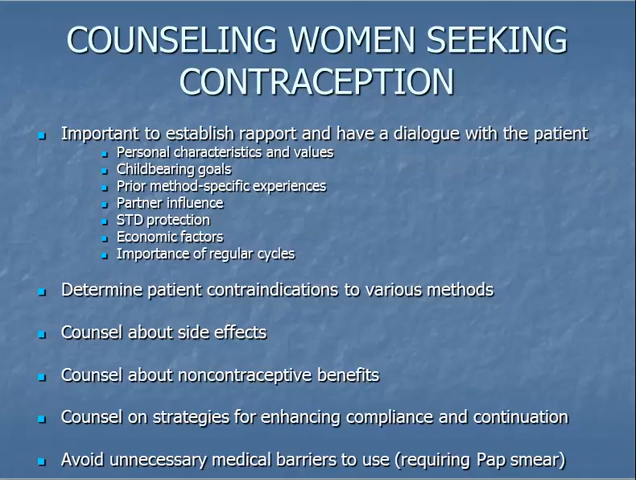 COUNSELING WOMEN SEEKING
CONTRACEPTION
Important to establish rapport and have a dialogue with the patient
Personal characteristics and values
Childbearing goals
Prior method-specific experiences
Partner influence
STD protection
Economic factors
Importance of regular cycles
Determine patient contraindications to various methods
Counsel about side effects
Counsel about noncontraceptive benefits
Counsel on strategies for enhancing compliance and continuation
Avoid unnecessary medical barriers to use (requiring Pap smear)